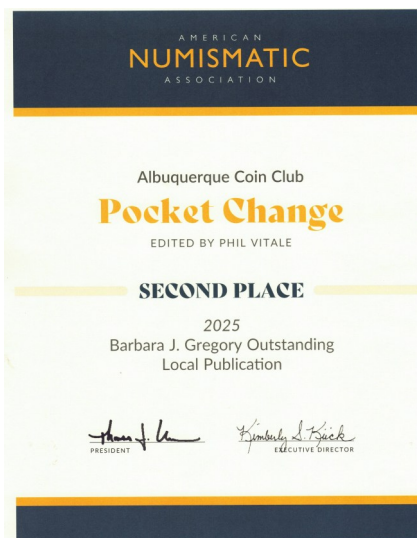 AMERICAN
NUMISMATIC
ASSOCIATION
Albuquerque Coin Club
Pocket Change
EDITED BY PHIL VITALE
SECOND PLACE
2025
Barbara J. Gregory Outstanding
Local Publication
Kimberly S. Kiick
PRESIDENT
EXECUTIVE DIRECTOR